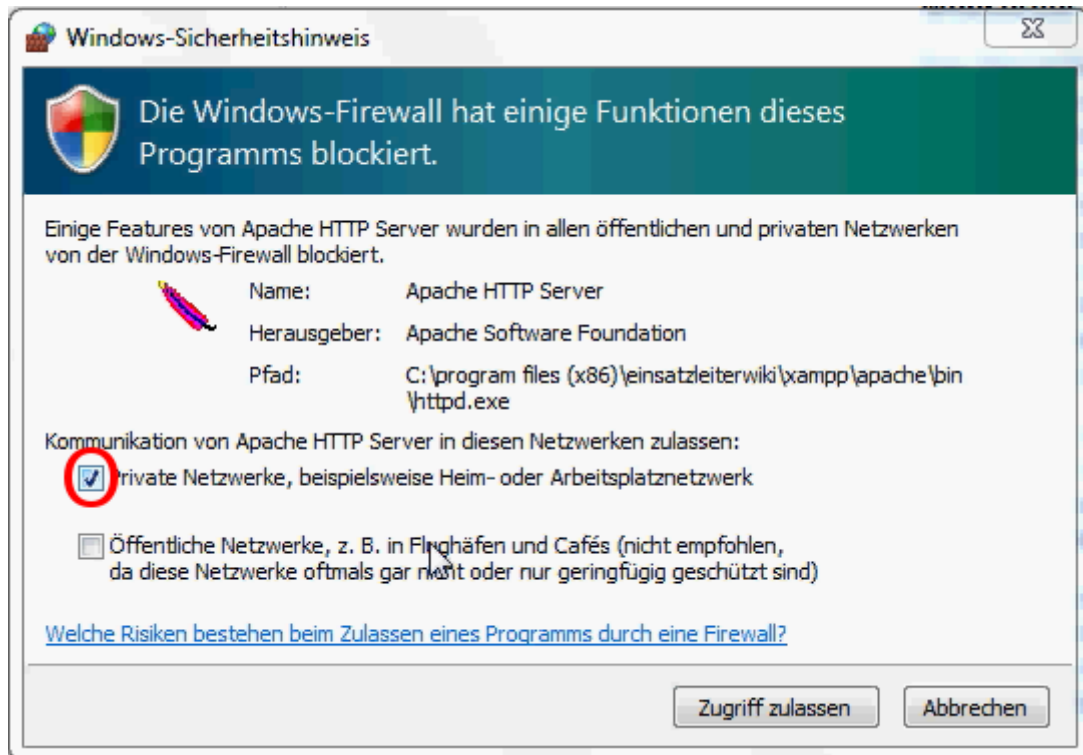 Windows-Sicherheitshinweis
Die Windows-Firewall hat einige Funktionen dieses
Programms blockiert.
Einige Features von Apache HTTP Server wurden in allen öffentlichen und privaten Netzwerken
von der Windows-Firewall blockiert.
Name: Apache HTTP Server
Herausgeber: Apache Software Foundation
Pfad: C:\program files (x86)\einsatzleiterwiki\xampp\apache\bin
\httpd.exe
Kommunikation von Apache HTTP Server in diesen Netzwerken zulassen:
Private Netzwerke, beispielsweise Heim- oder Arbeitsplatznetzwerk
Öffentliche Netzwerke, z. B. in Flughäfen und Cafés (nicht empfohlen,
da diese Netzwerke oftmals gar nicht oder nur geringfügig geschützt sind)
Welche Risiken bestehen beim Zulassen eines Programms durch eine Firewall?
Zugriff zulassen Abbrechen